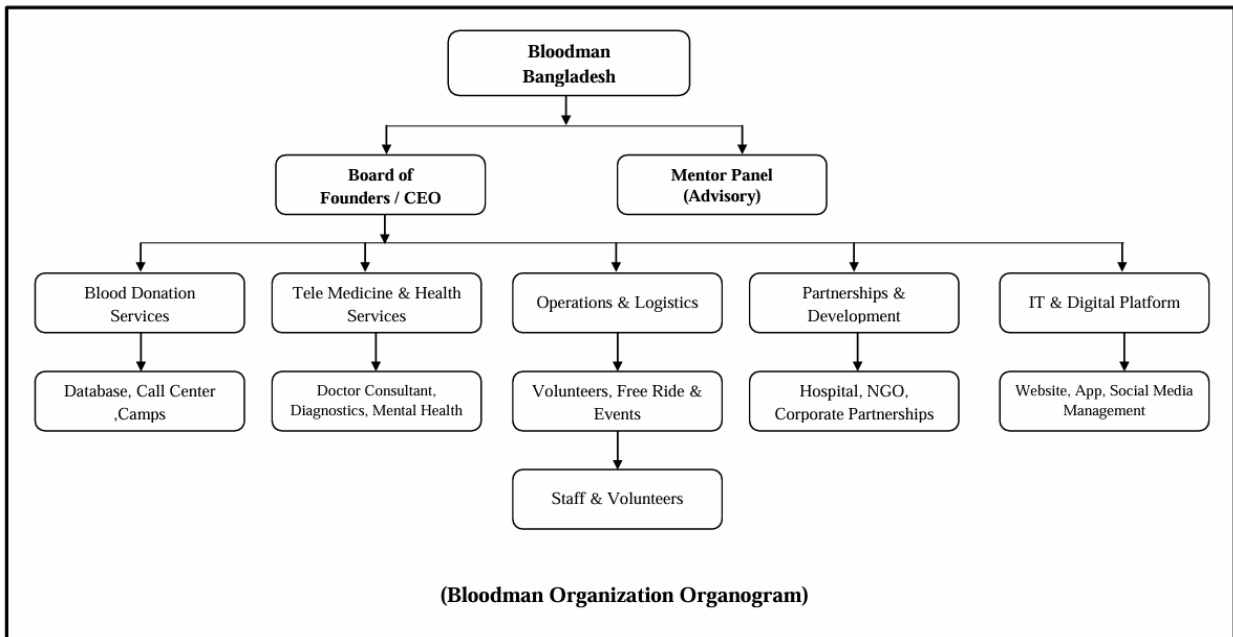 Bloodman
Bangladesh
Board of
Founders / CEO
Mentor Panel
(Advisory)
Blood Donation
Services
Tele Medicine & Health
Services
Operations & Logistics
Partnerships &
Development
IT & Digital Platform
Database, Call Center
,Camps
Doctor Consultant,
Diagnostics, Mental Health
Volunteers, Free Ride &
Events
Hospital, NGO,
Corporate Partnerships
Website, App, Social Media
Management
Staff & Volunteers
(Bloodman Organization Organogram)